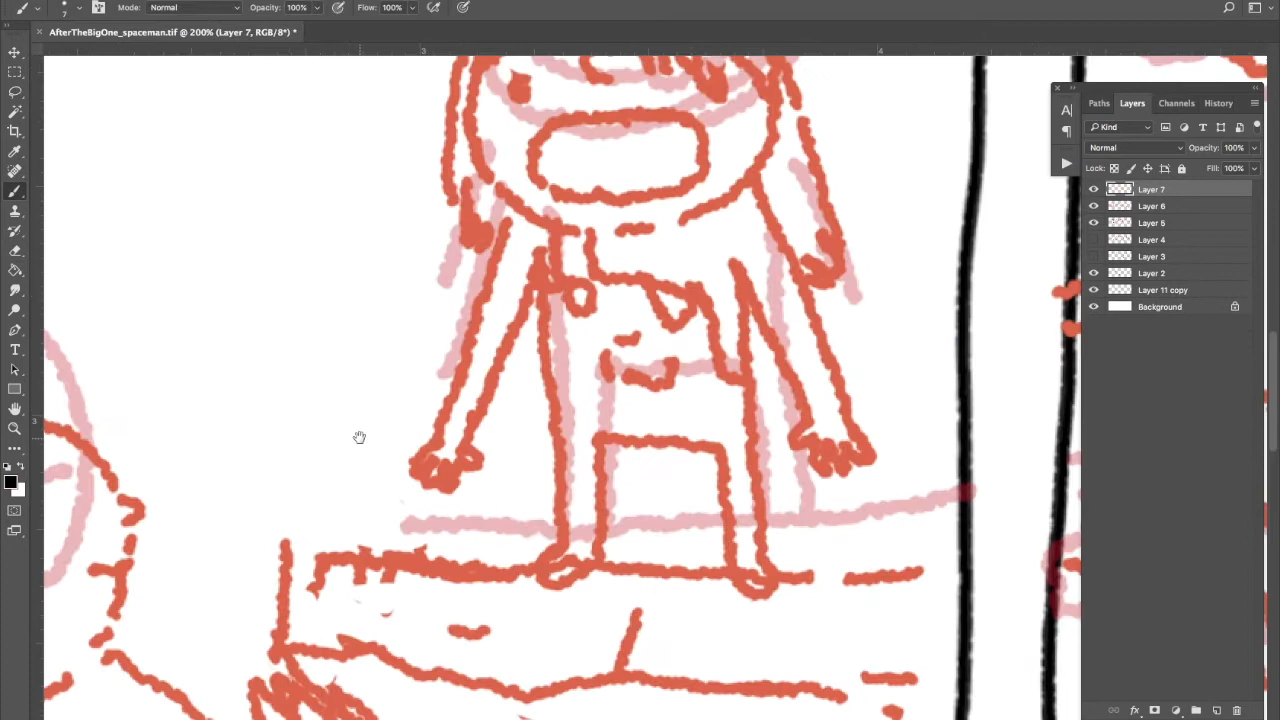 7 Mode: Normal Opacity: 100% Flow: 100%
AfterTheBigOne_spaceman.tif @ 200% (Layer 7, RGB/8*) *
3 4
3
Paths Layers Channels History
Kind
Normal Opacity: 100%
Lock: Fill: 100%
Layer 7
Layer 6
Layer 5
Layer 4
Layer 3
Layer 2
Layer 11 copy
Background